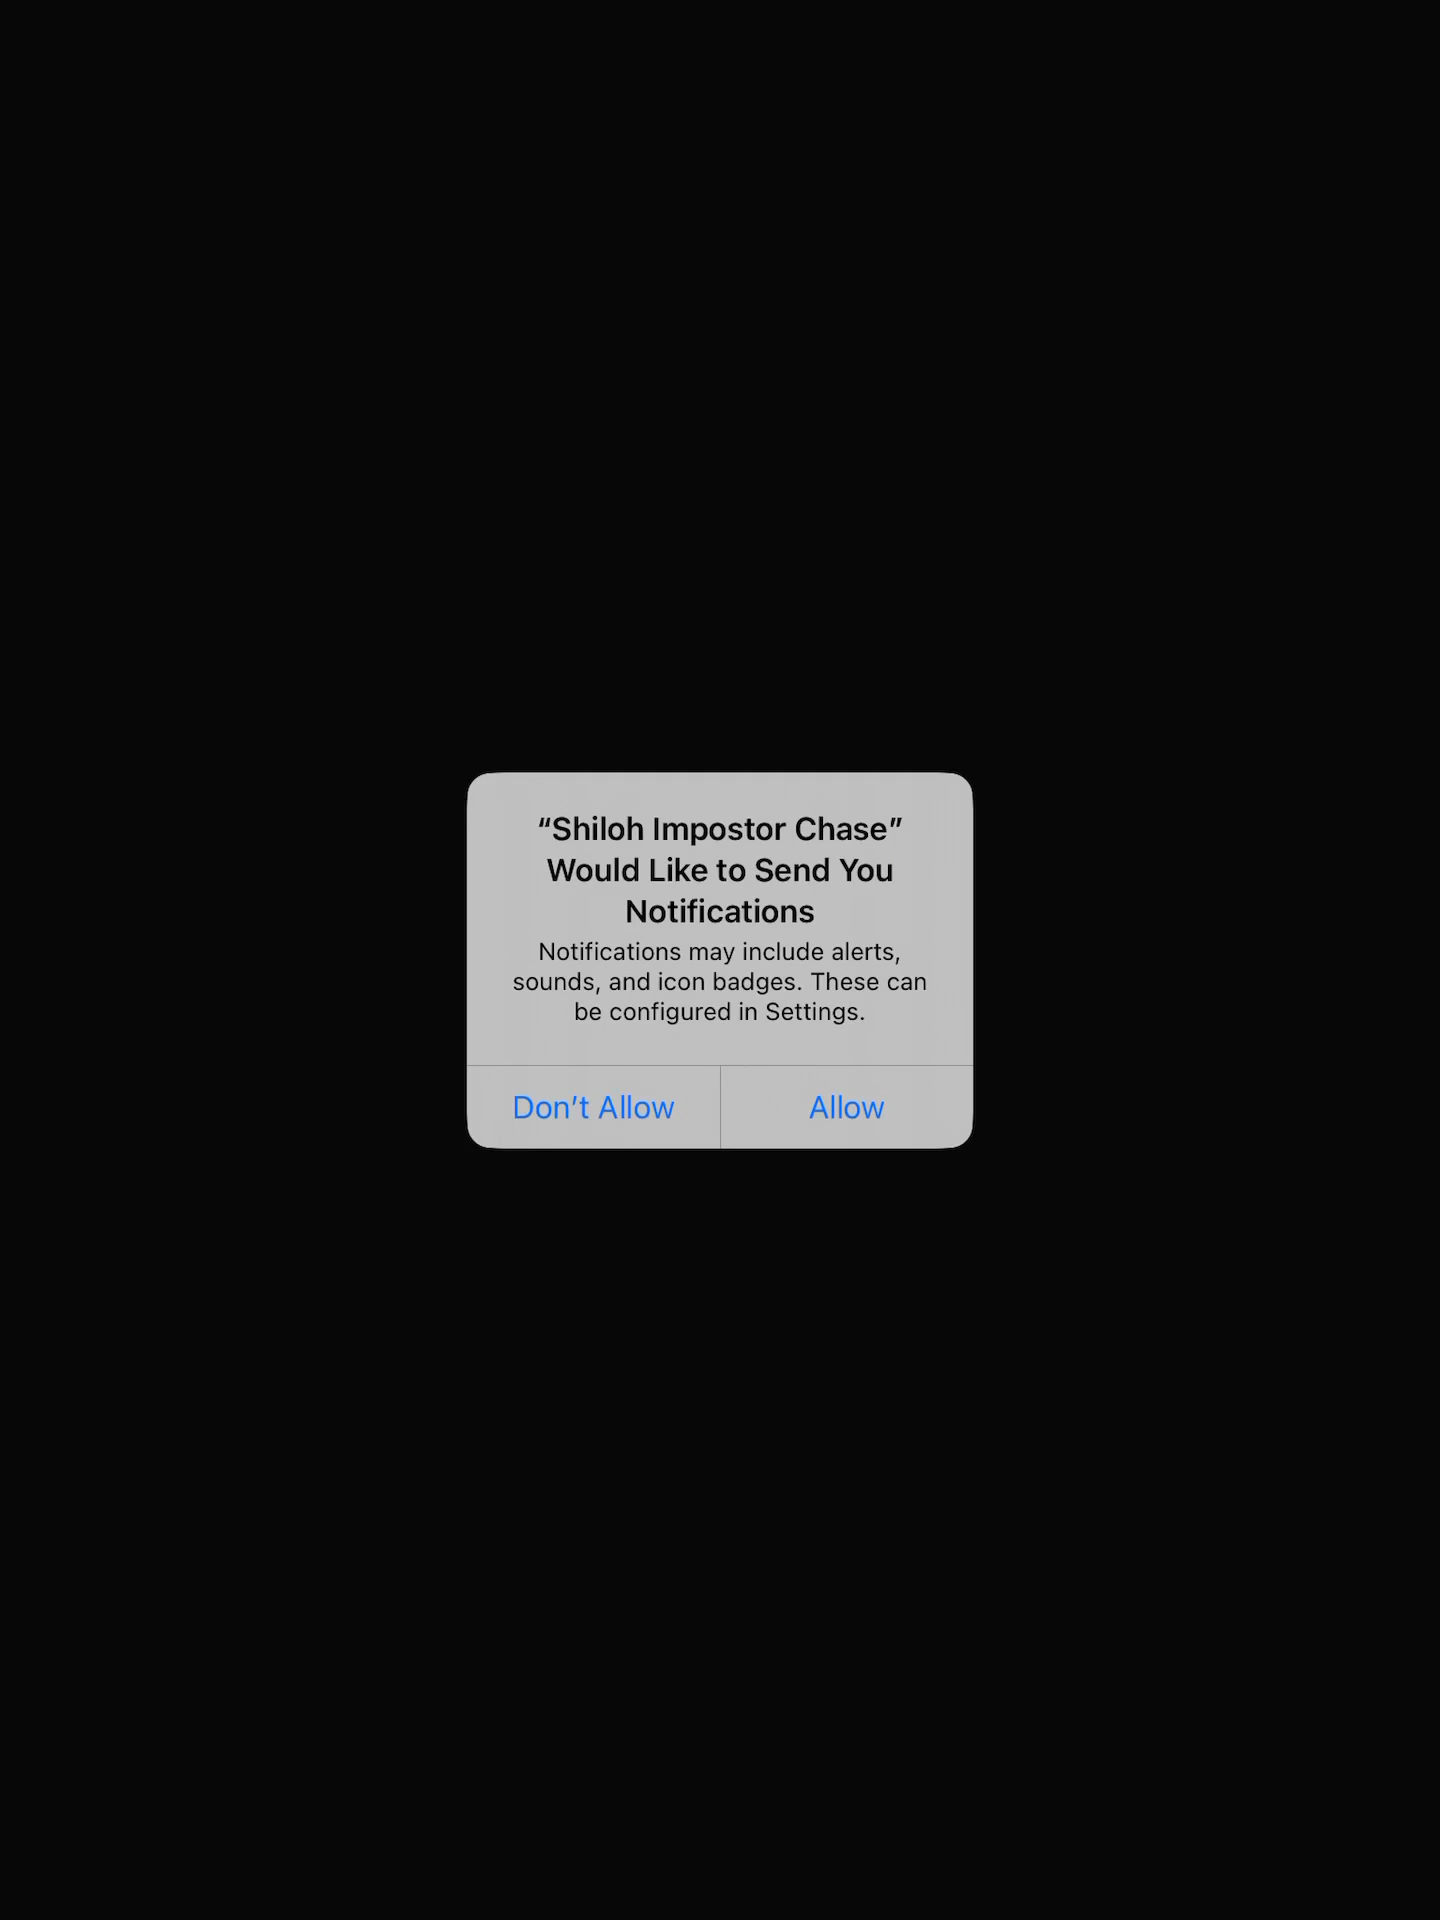 “Shiloh Impostor Chase”
Would Like to Send You
Notifications
Notifications may include alerts,
sounds, and icon badges. These can
be configured in Settings.
Don’t Allow
Allow